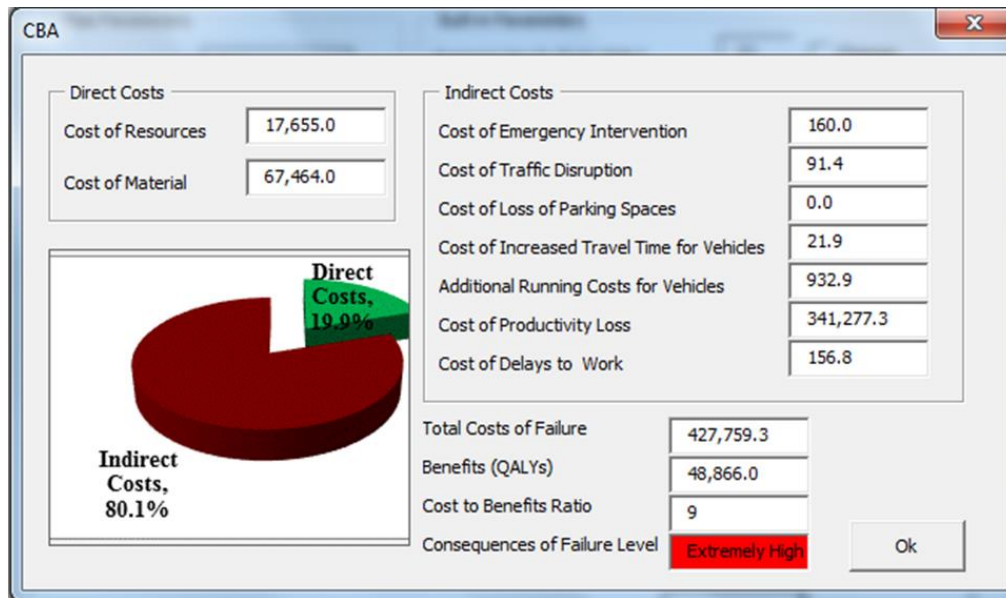 CBA
Direct Costs
Cost of Resources 17,655.0
Cost of Material 67,464.0
Direct
Costs,
19.9%
Indirect
Costs,
80.1%
Indirect Costs
Cost of Emergency Intervention 160.0
Cost of Traffic Disruption 91.4
Cost of Loss of Parking Spaces 0.0
Cost of Increased Travel Time for Vehicles 21.9
Additional Running Costs for Vehicles 932.9
Cost of Productivity Loss 341,277.3
Cost of Delays to Work 156.8
Total Costs of Failure 427,759.3
Benefits (QALYs) 48,866.0
Cost to Benefits Ratio 9
Consequences of Failure Level Extremely High
Ok